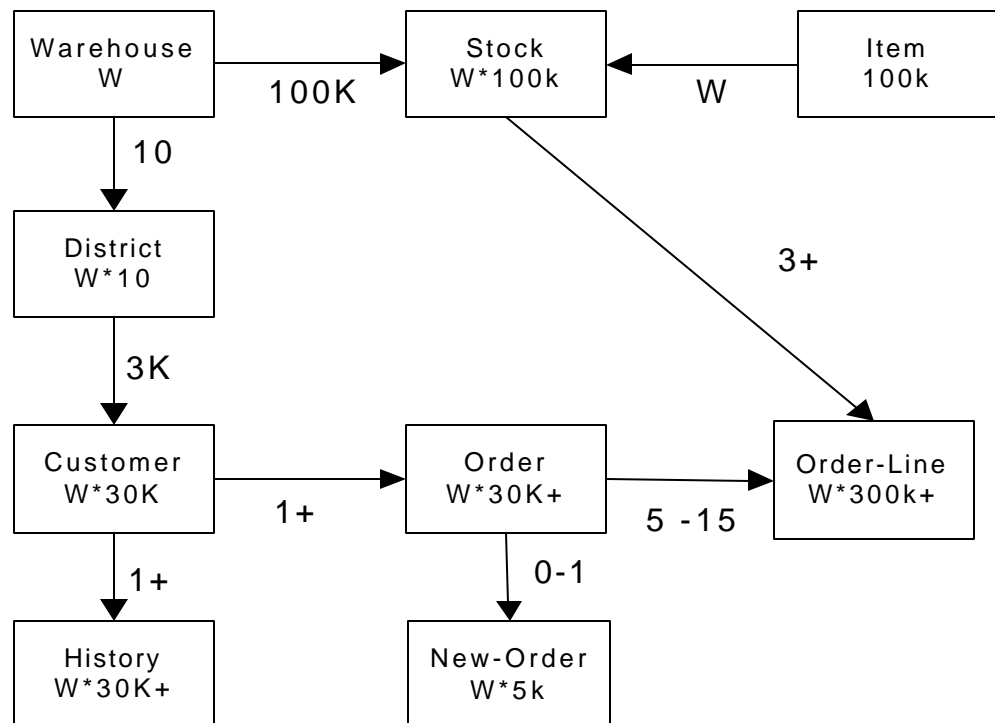 Warehouse
W
100K
Stock
W*100k
W
Item
100k
10
District
W*10
3+
3K
Customer
W*30K
1+
Order
W*30K+
5 -15
Order-Line
W*300k+
1+
0-1
History
W*30K+
New-Order
W*5k